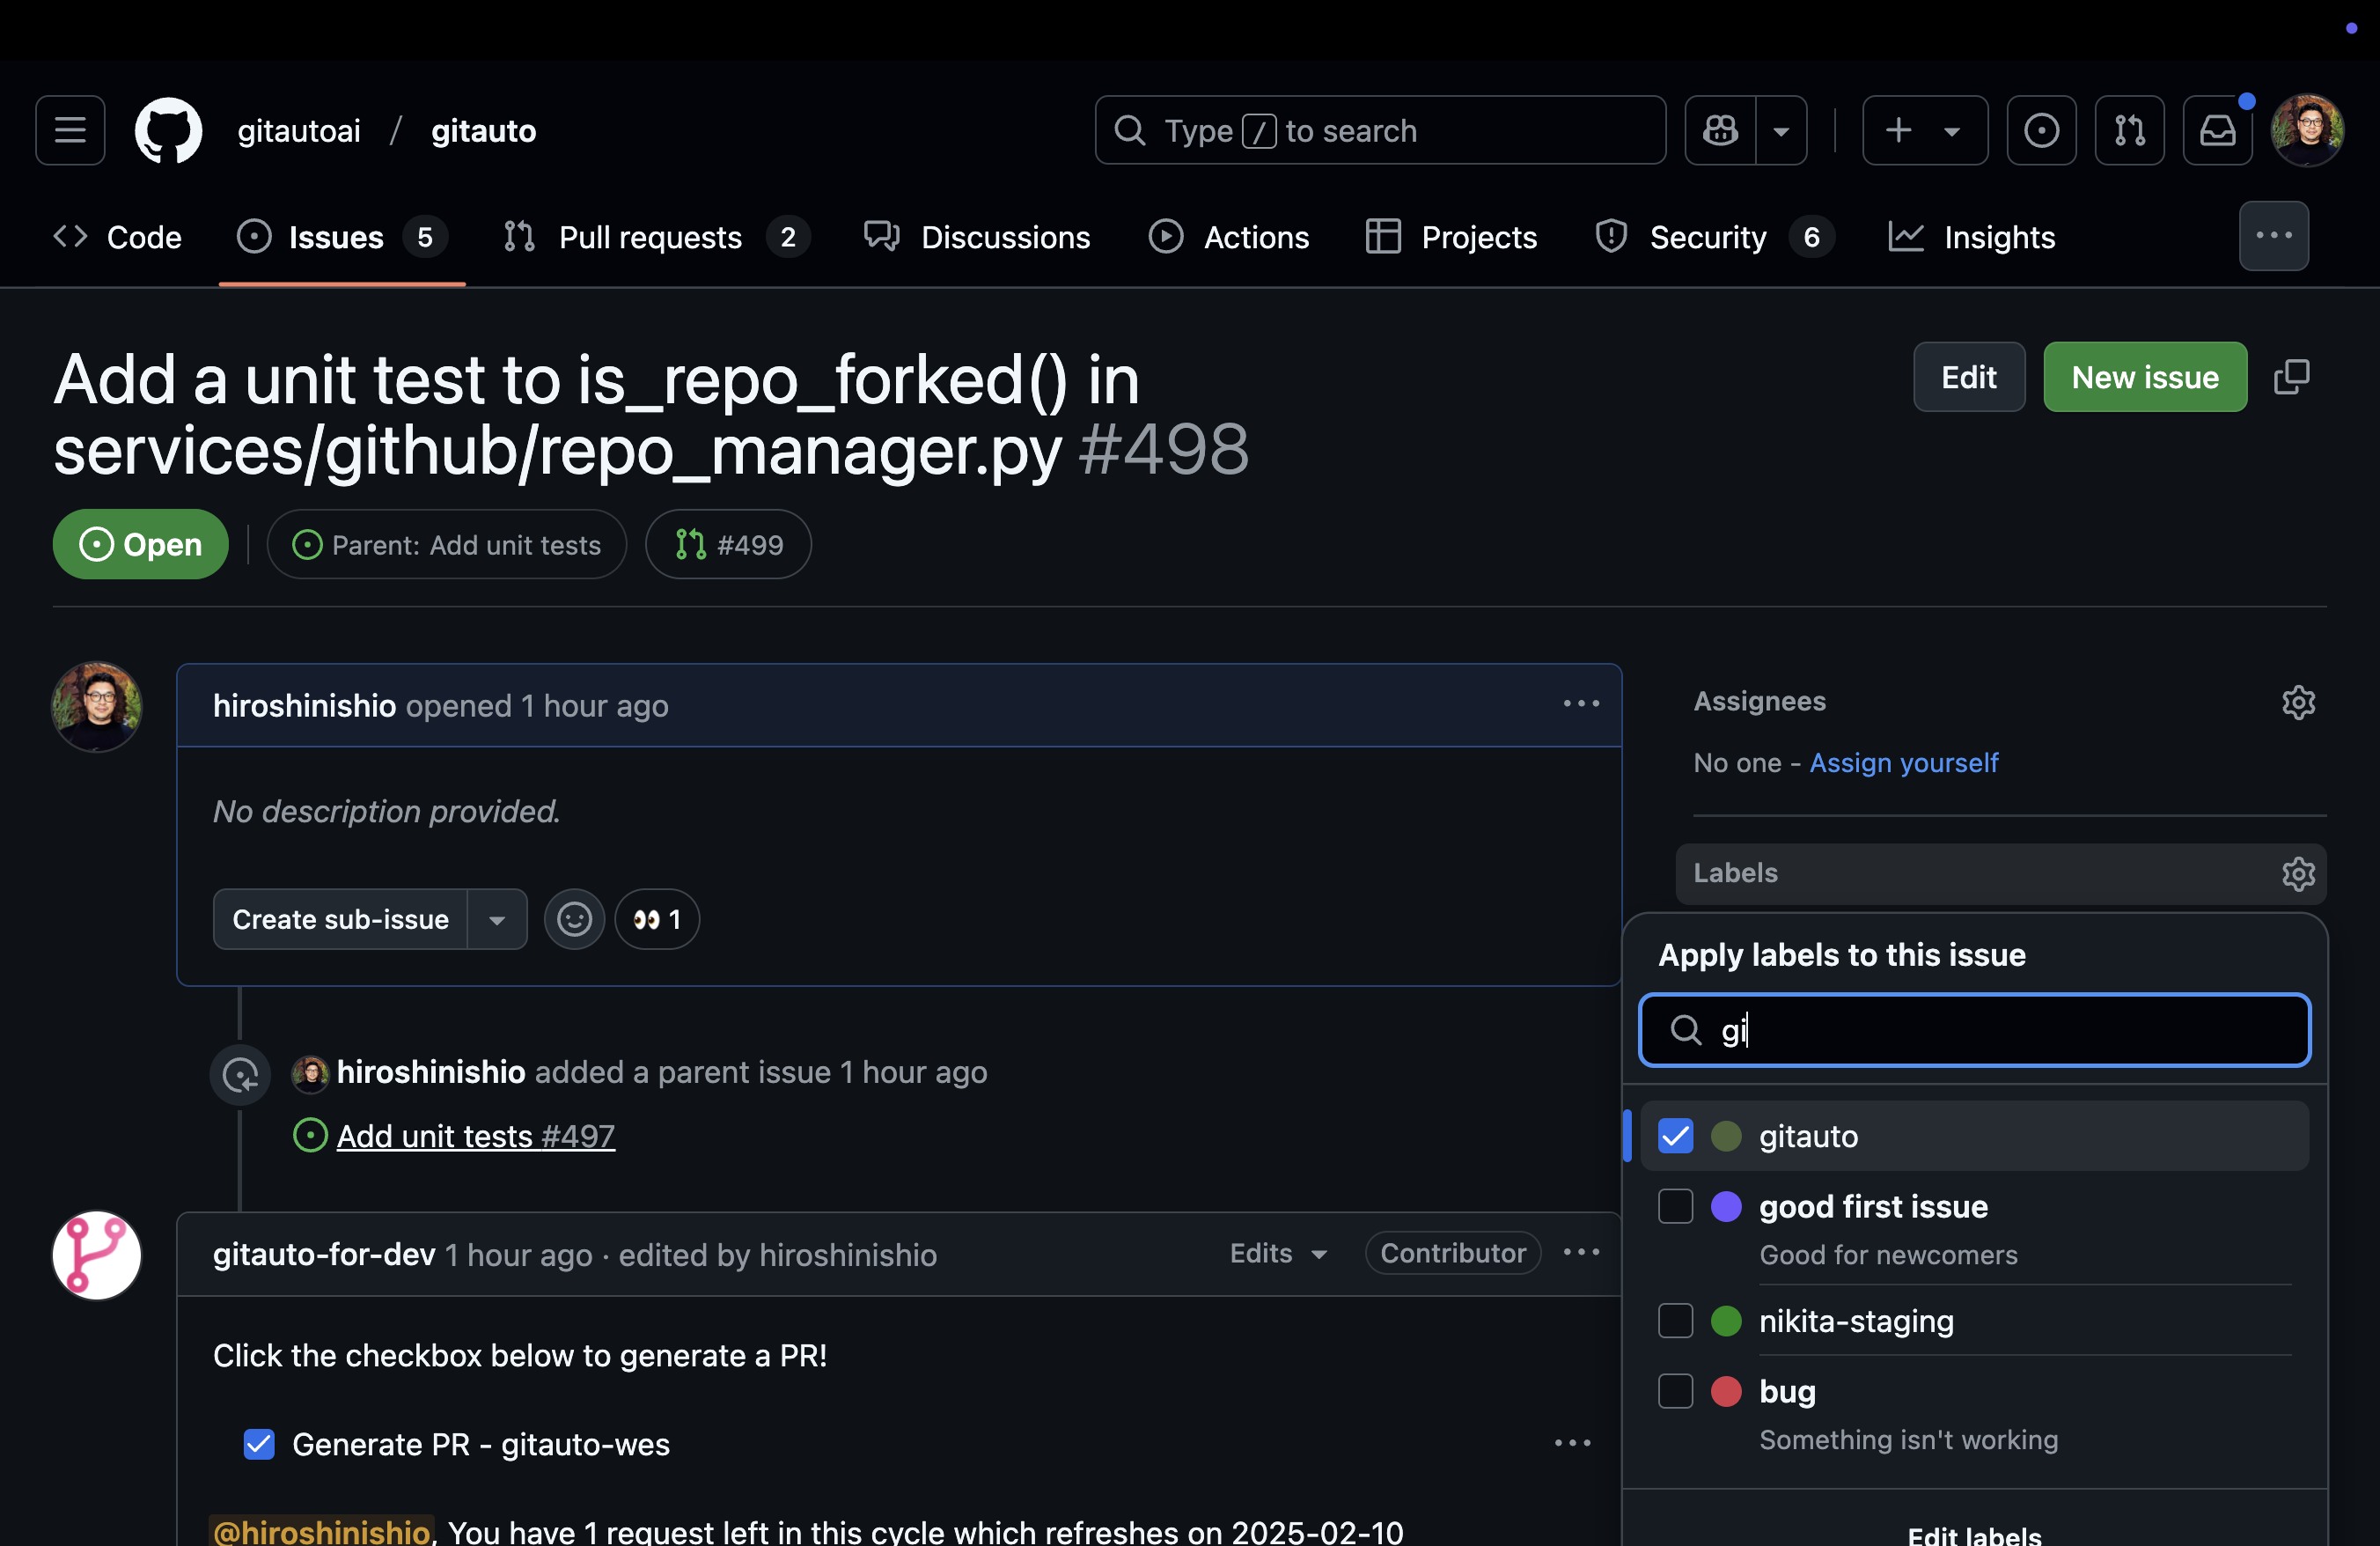 gitautoai / gitauto
Type / to search
Code
Issues 5
Pull requests 2
Discussions
Actions
Projects
Security 6
Insights
Add a unit test to is_repo_forked() in
services/github/repo_manager.py #498
Edit
New issue
Open
Parent: Add unit tests
#499
hiroshinishio opened 1 hour ago
No description provided.
Create sub-issue
👀 1
hiroshinishio added a parent issue 1 hour ago
Add unit tests #497
gitauto-for-dev 1 hour ago · edited by hiroshinishio
Edits
Contributor
Click the checkbox below to generate a PR!
Generate PR - gitauto-wes
@hiroshinishio, You have 1 request left in this cycle which refreshes on 2025-02-10
Assignees
No one - Assign yourself
Labels
Apply labels to this issue
gi
gitauto
good first issue
Good for newcomers
nikita-staging
bug
Something isn't working
Edit labels